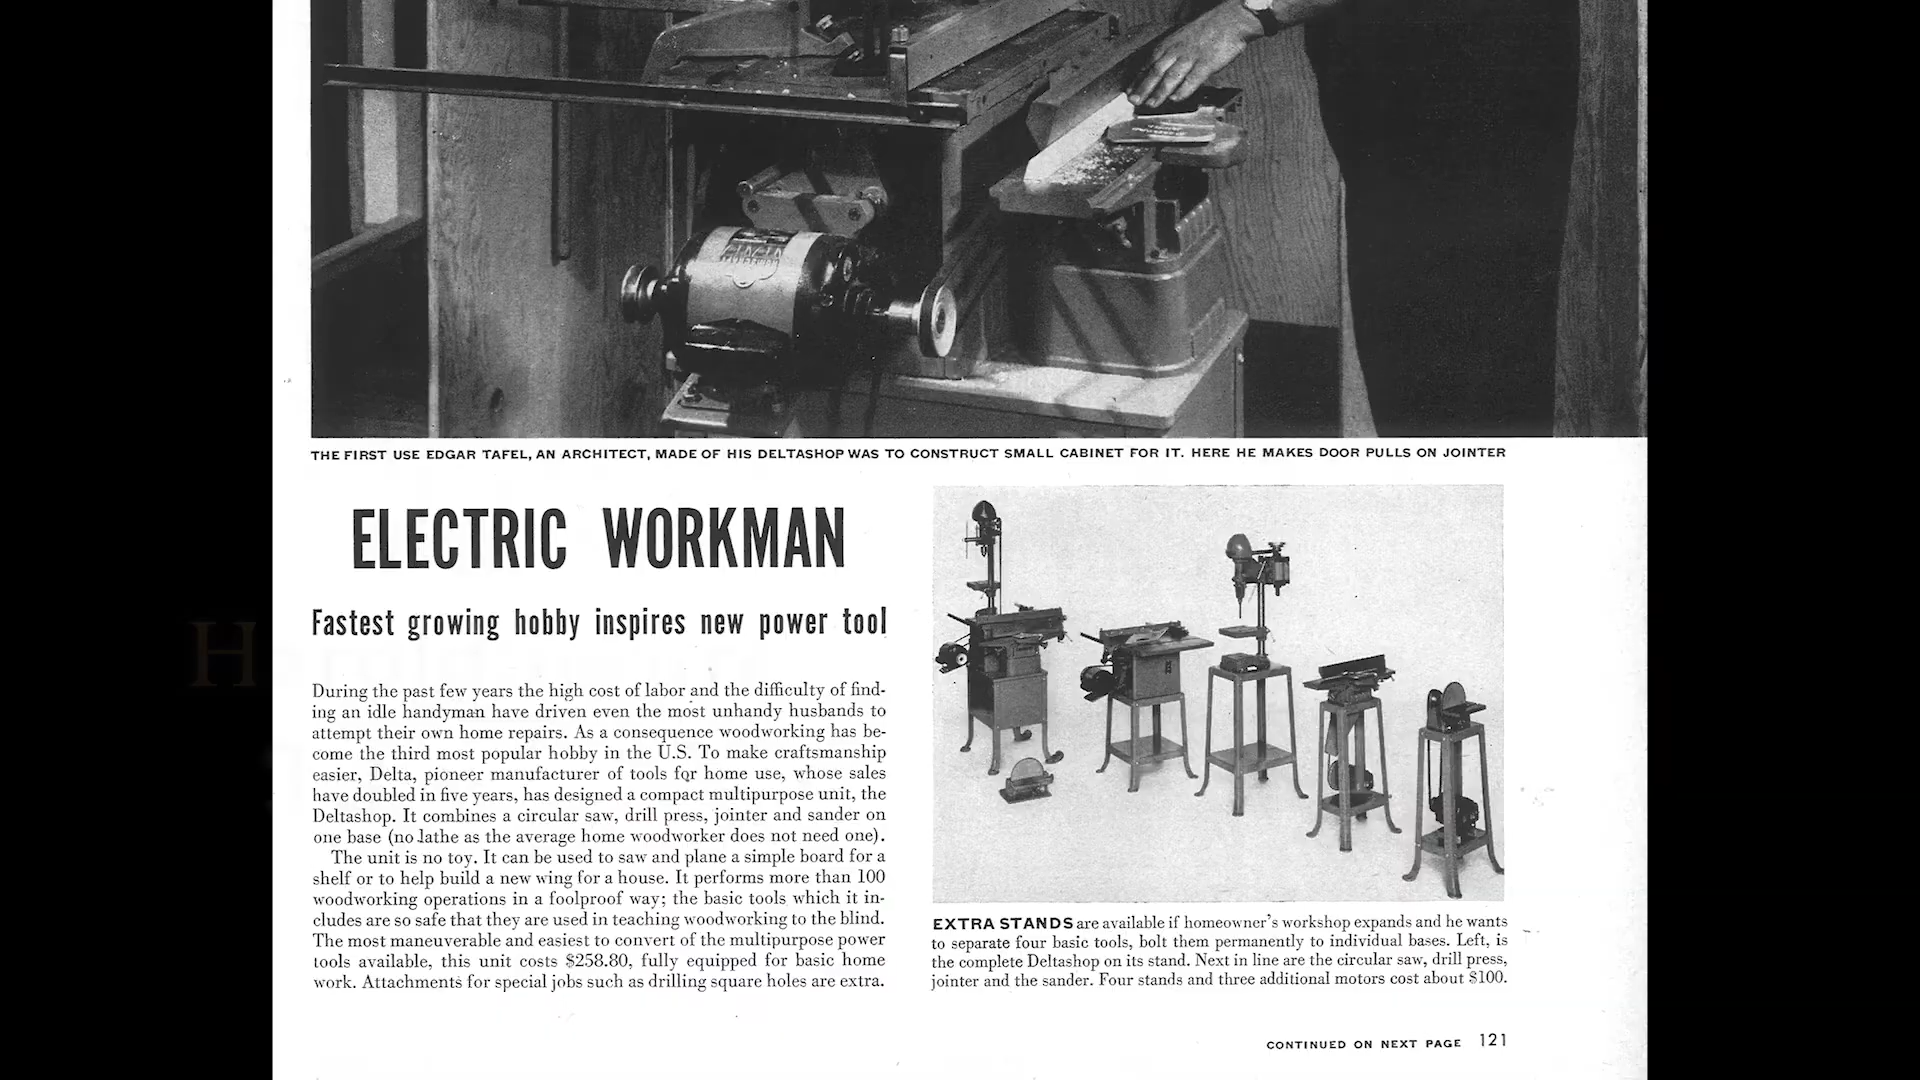 THE FIRST USE EDGAR TAFEL, AN ARCHITECT, MADE OF HIS DELTASHOP WAS TO CONSTRUCT SMALL CABINET FOR IT. HERE HE MAKES DOOR PULLS ON JOINTER
ELECTRIC WORKMAN
Fastest growing hobby inspires new power tool
During the past few years the high cost of labor and the difficulty of find-
ing an idle handyman have driven even the most unhandy husbands to
attempt their own home repairs. As a consequence woodworking has be-
come the third most popular hobby in the U.S. To make craftsmanship
easier, Delta, pioneer manufacturer of tools for home use, whose sales
have doubled in five years, has designed a compact multipurpose unit, the
Deltashop. It combines a circular saw, drill press, jointer and sander on
one base (no lathe as the average home woodworker does not need one).
The unit is no toy. It can be used to saw and plane a simple board for a
shelf or to help build a new wing for a house. It performs more than 100
woodworking operations in a foolproof way; the basic tools which it in-
cludes are so safe that they are used in teaching woodworking to the blind.
The most maneuverable and easiest to convert of the multipurpose power
tools available, this unit costs $258.80, fully equipped for basic home
work. Attachments for special jobs such as drilling square holes are extra.
EXTRA STANDS are available if homeowner's workshop expands and he wants
to separate four basic tools, bolt them permanently to individual bases. Left, is
the complete Deltashop on its stand. Next in line are the circular saw, drill press,
jointer and the sander. Four stands and three additional motors cost about $100.
CONTINUED ON NEXT PAGE 121